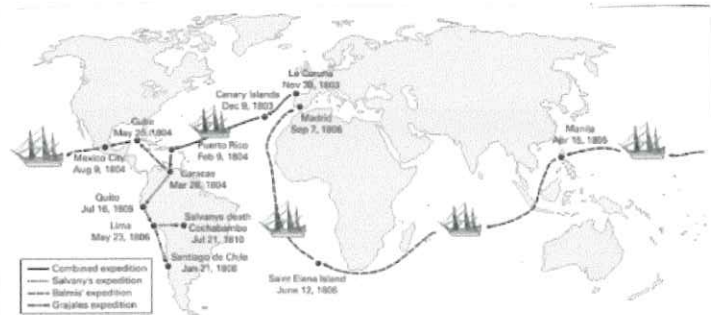 La Coruña
Nov 30, 1803
Canary Islands
Dec 9, 1803
Madrid
Sep 7, 1806
Cuba
May 26, 1804
Puerto Rico
Feb 9, 1804
Manila
Apr 15, 1805
Mexico City
Aug 9, 1804
Caracas
Mar 28, 1804
Quito
Jul 16, 1805
Salvanys death
Cochabambo
Jul 21, 1810
Lima
May 23, 1806
Santiago de Chile
Jan 21, 1808
Saint Elena Island
June 12, 1806
Combined expedition
Salvany's expedition
Balmis' expedition
Grajales expedition